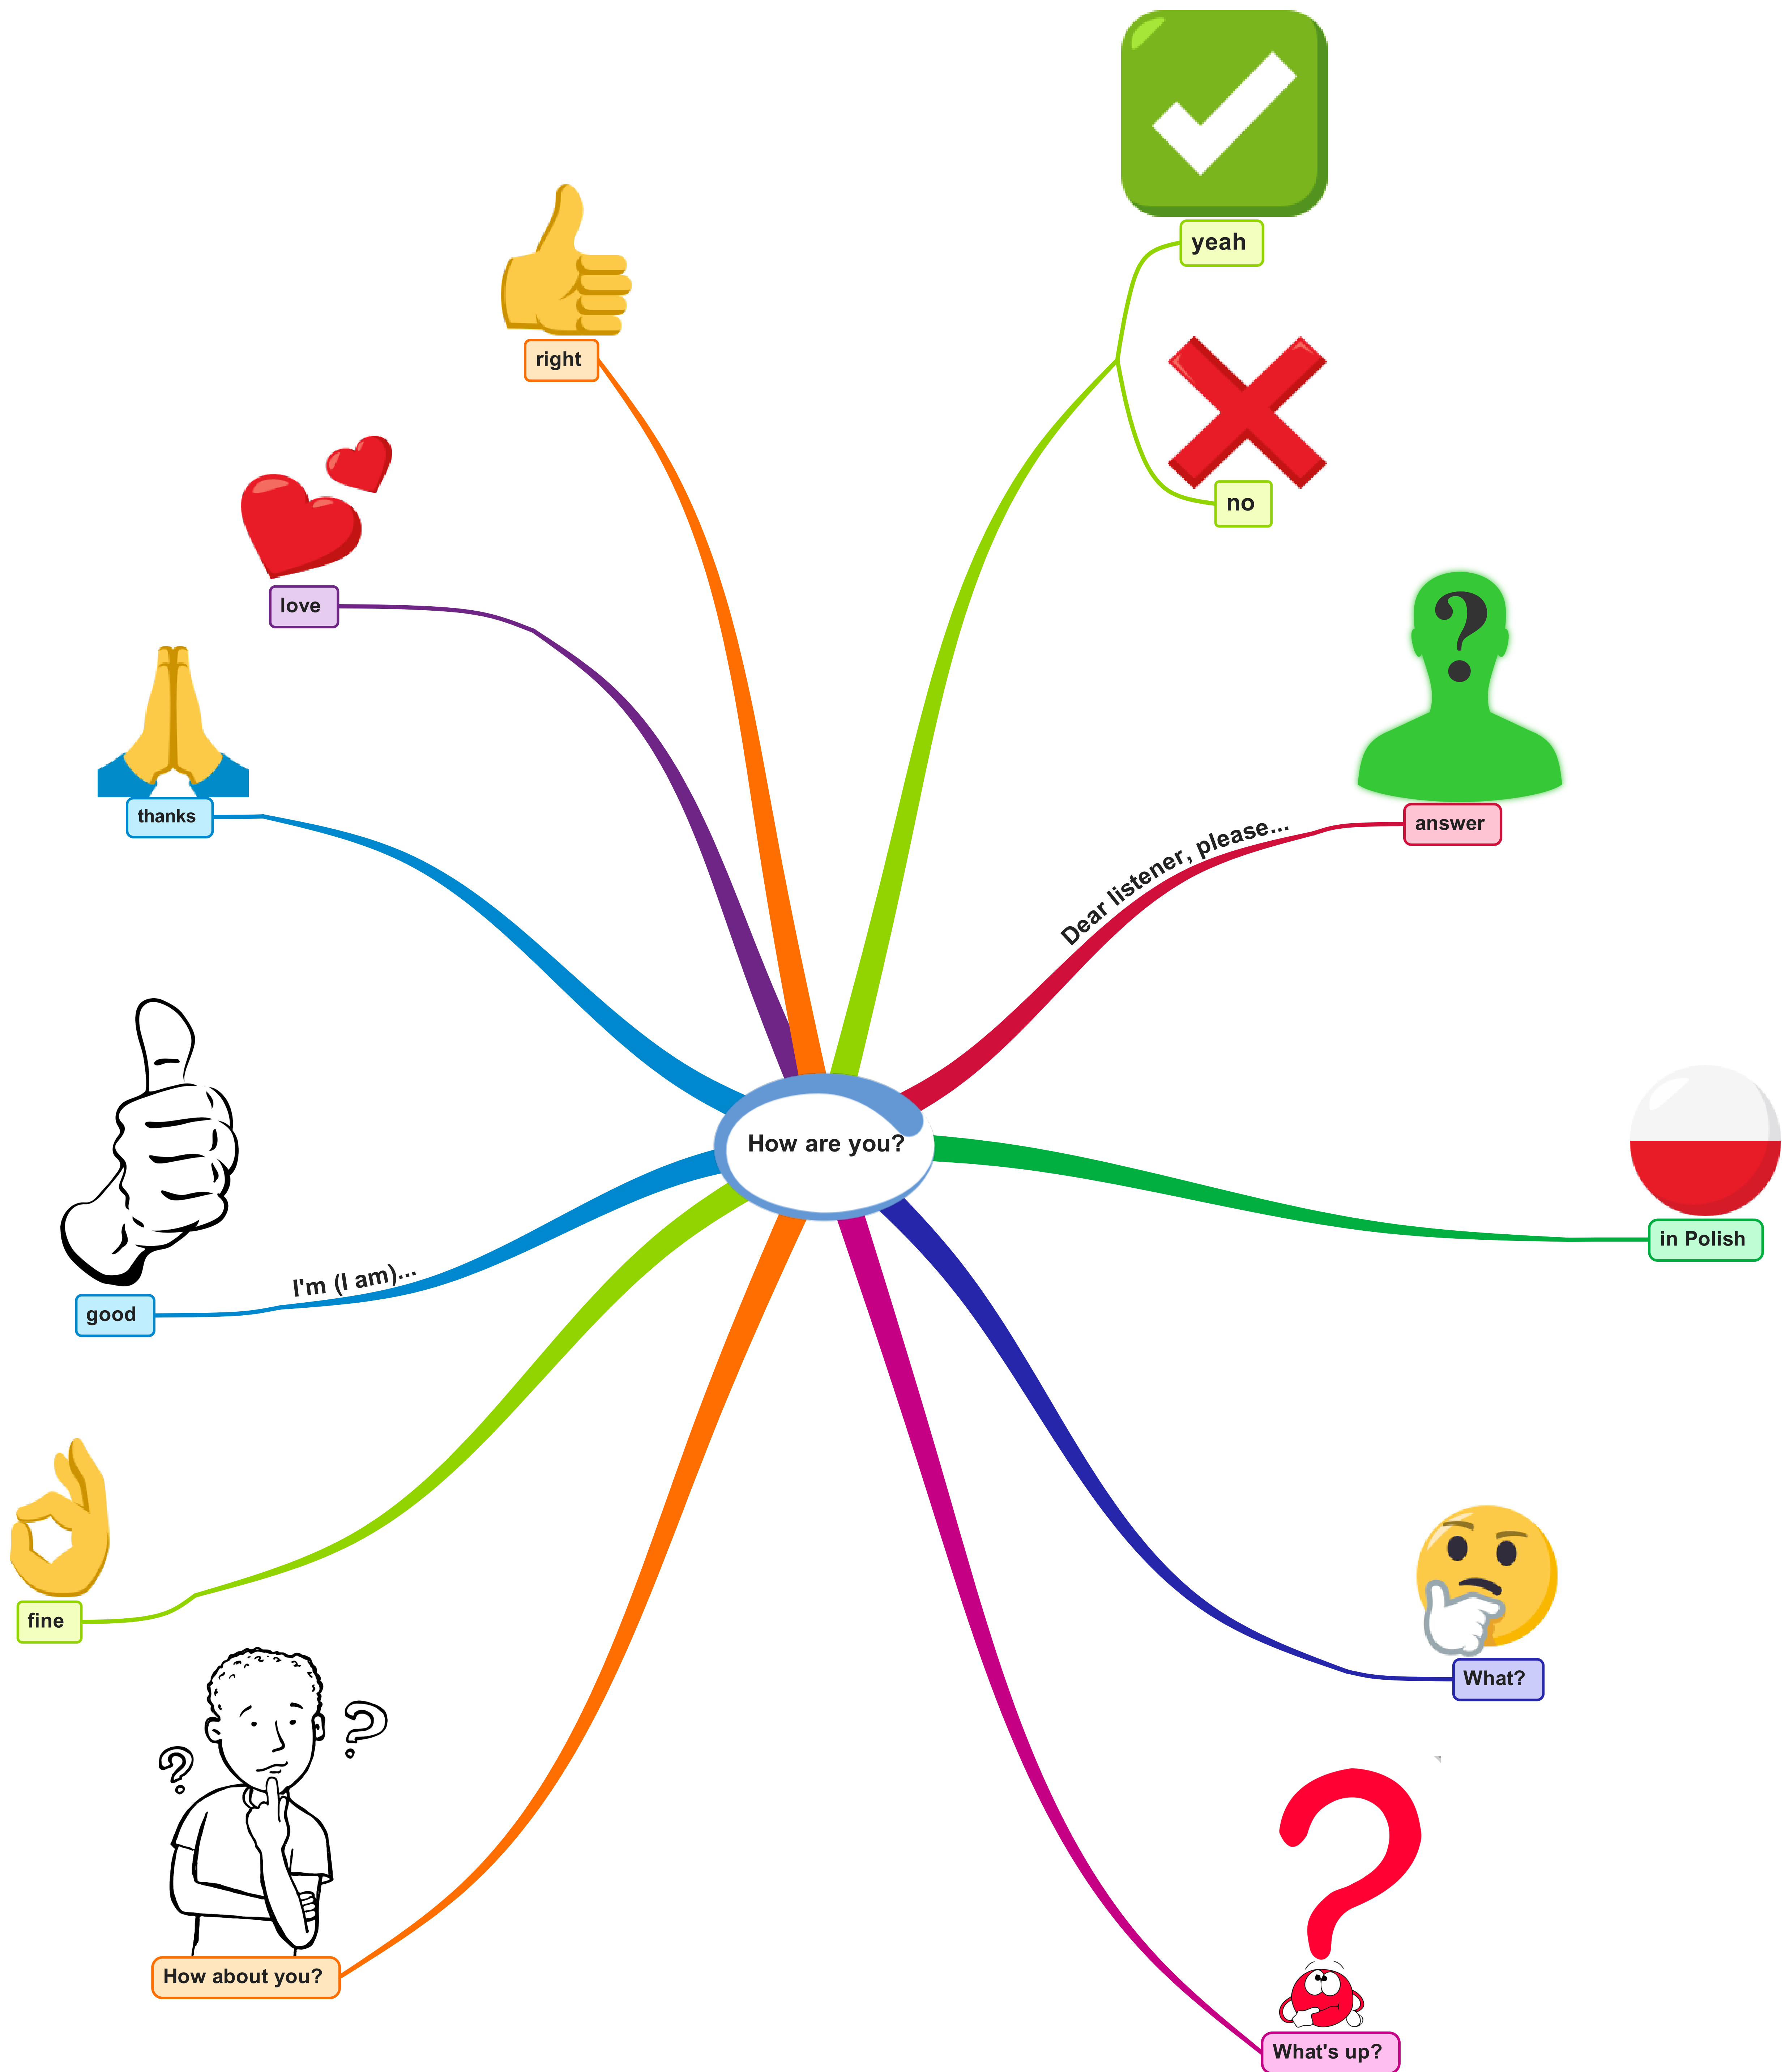 yeah
no
Dear listener, please...
answer
in Polish
What?
What's up?
How are you?
right
love
thanks
I'm (I am)...
good
fine
How about you?